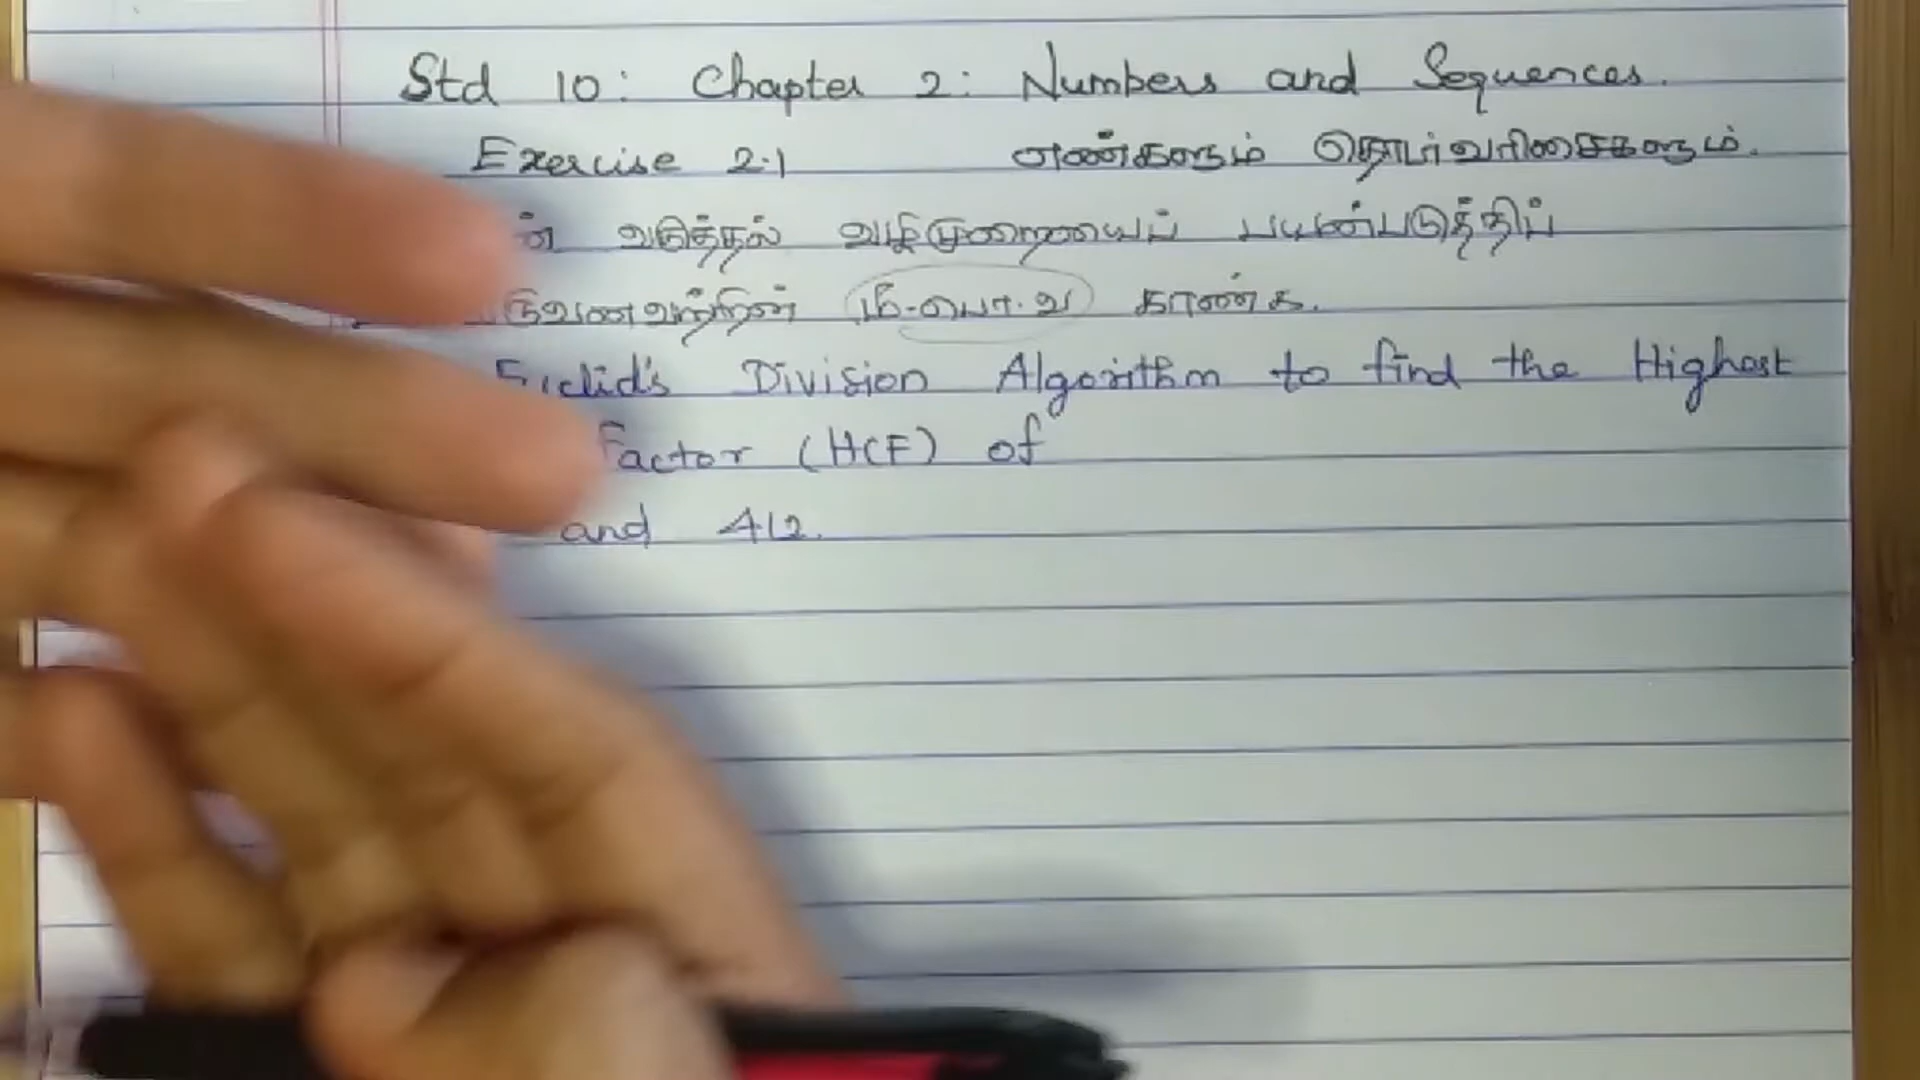 Std 10: Chapter 2: Numbers and Sequences.
Exercise 2.1 எண்களும் தொடர்வரிசைகளும்.
வகுத்தல் வழிமுறையைப் பயன்படுத்திப்
மீ.பொ.வ காண்க.
Euclid's Division Algorithm to find the Highest
Factor (HCF) of
and 412.